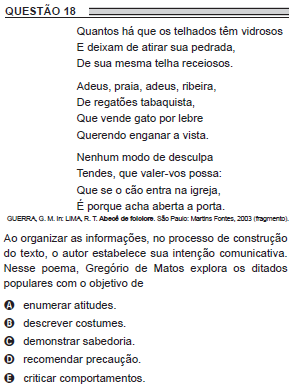 QUESTÃO 18
Quantos há que os telhados têm vidrosos
E deixam de atirar sua pedrada,
De sua mesma telha receiosos.
Adeus, praia, adeus, ribeira,
De regatões tabaquista,
Que vende gato por lebre
Querendo enganar a vista.
Nenhum modo de desculpa
Tendes, que valer-vos possa:
Que se o cão entra na igreja,
É porque acha aberta a porta.
GUERRA, G. M. In: LIMA, R. T. Abecê de folclore. São Paulo: Martins Fontes, 2003 (fragmento).
Ao organizar as informações, no processo de construção
do texto, o autor estabelece sua intenção comunicativa.
Nesse poema, Gregório de Matos explora os ditados
populares com o objetivo de
A enumerar atitudes.
B descrever costumes.
C demonstrar sabedoria.
D recomendar precaução.
E criticar comportamentos.